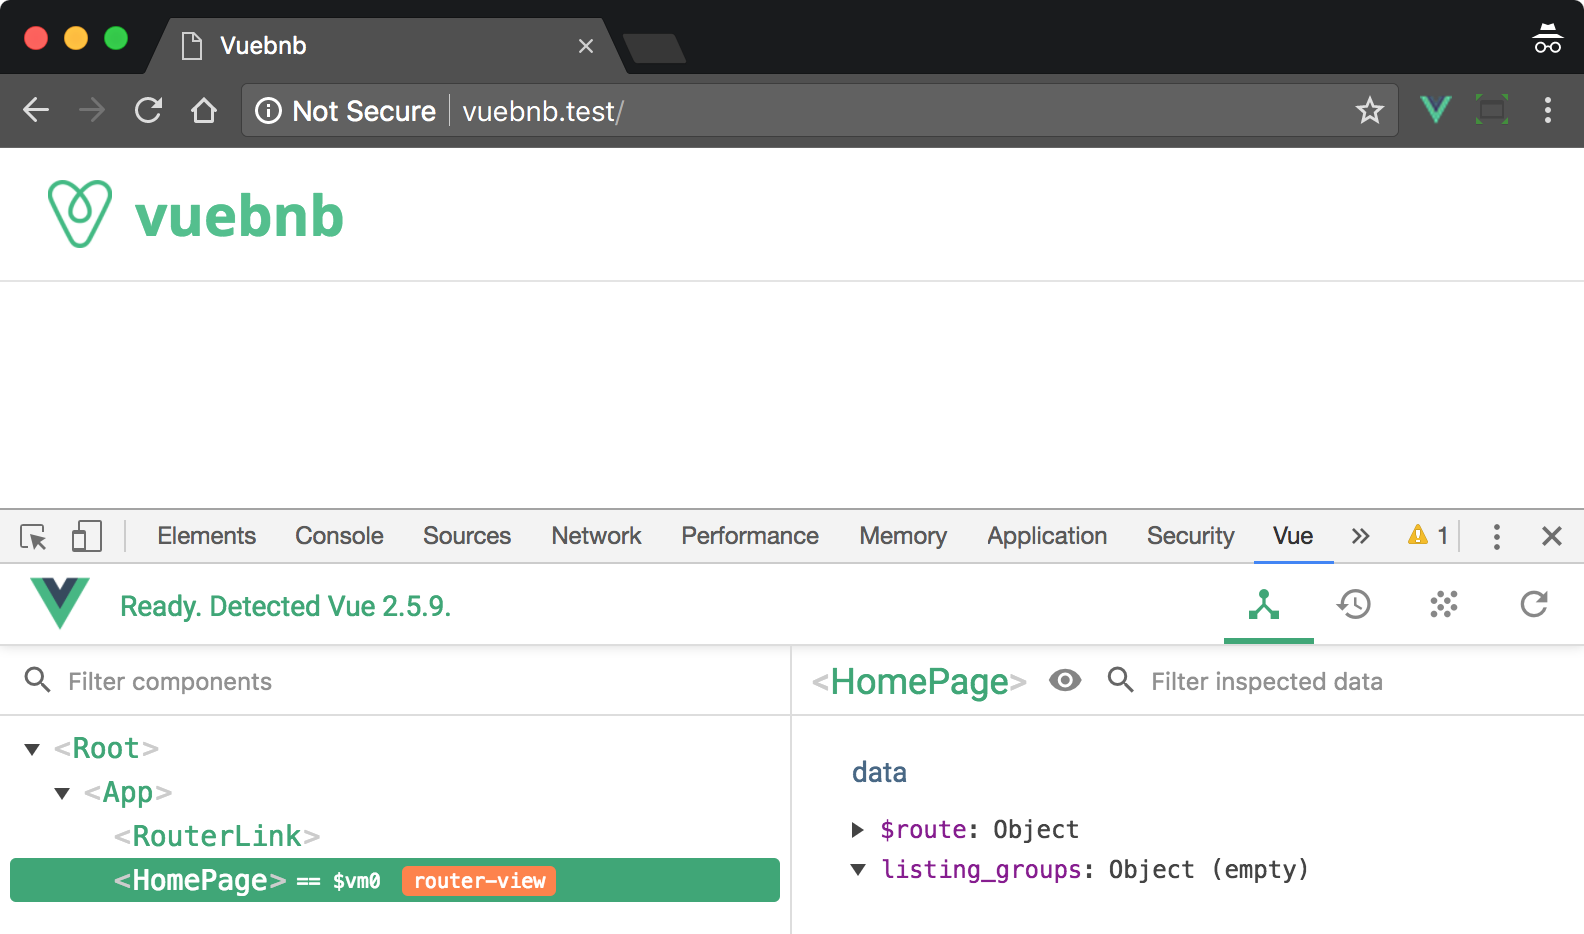 Vuebnb
Not Secure vuebnb.test/
vuebnb
Elements Console Sources Network Performance Memory Application Security Vue 1
Ready. Detected Vue 2.5.9.
Filter components
<HomePage> Filter inspected data
<Root>
<App>
<RouterLink>
<HomePage> == $vm0 router-view
data
$route: Object
listing_groups: Object (empty)